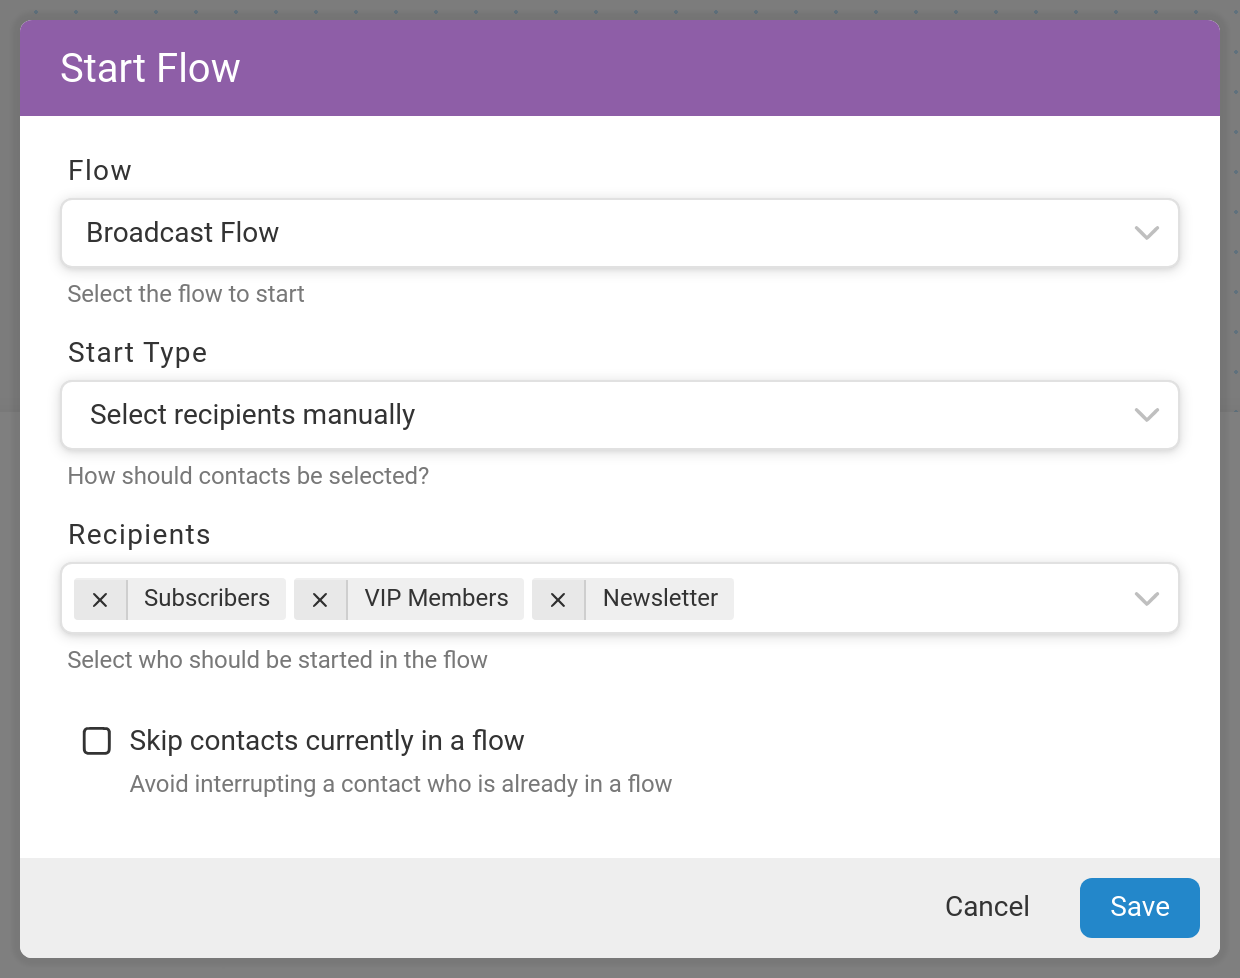 Start Flow
Flow
Broadcast Flow
Select the flow to start
Start Type
Select recipients manually
How should contacts be selected?
Recipients
Subscribers VIP Members Newsletter
Select who should be started in the flow
Skip contacts currently in a flow
Avoid interrupting a contact who is already in a flow
Cancel Save